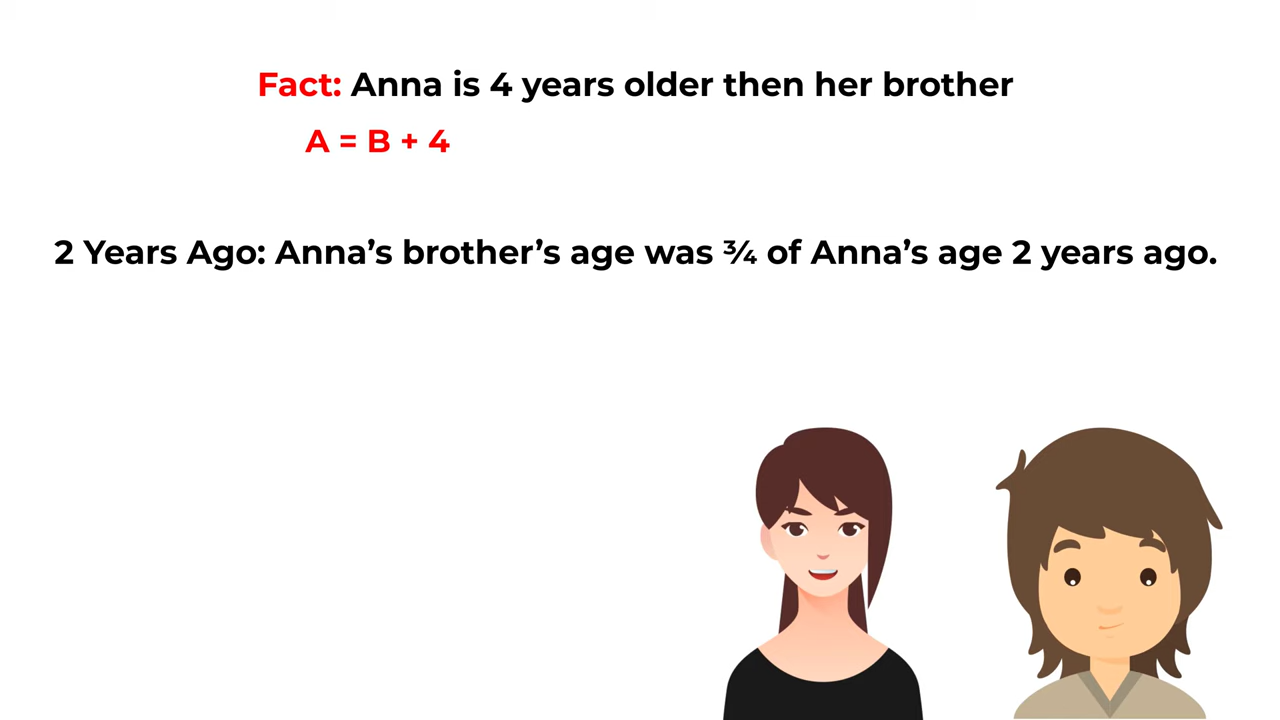 Fact: Anna is 4 years older then her brother
A = B + 4
2 Years Ago: Anna’s brother’s age was ¾ of Anna’s age 2 years ago.